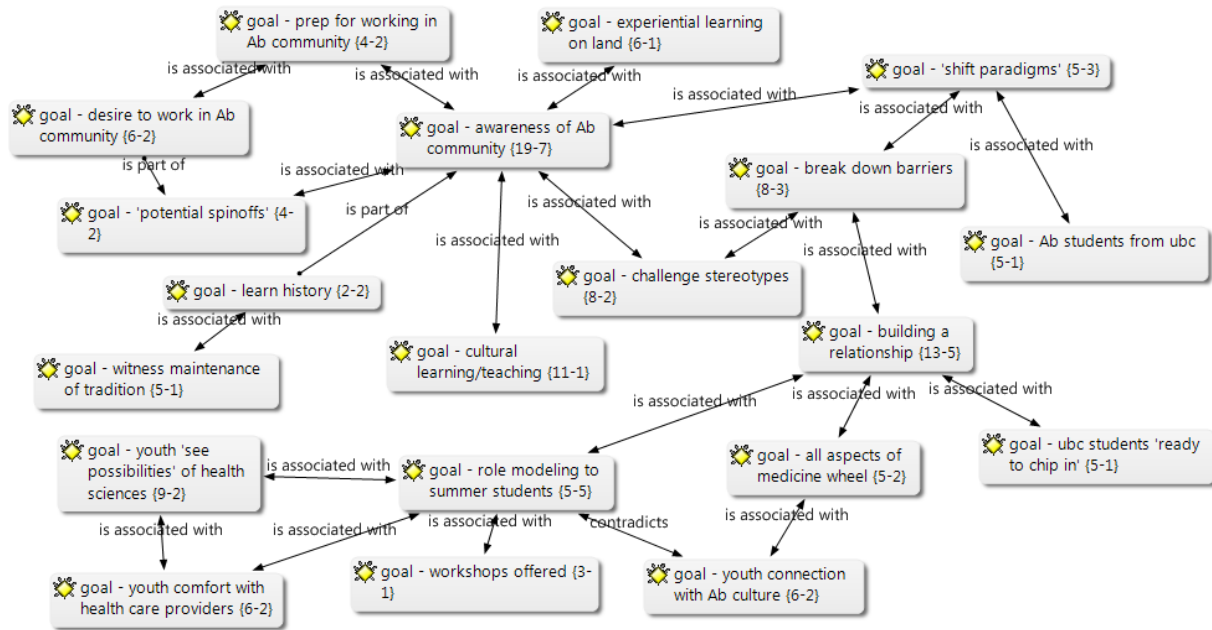 goal - prep for working in
Ab community {4-2}
goal - experiential learning
on land {6-1}
is associated with
is associated with
is associated with
goal - 'shift paradigms' {5-3}
is associated with
goal - desire to work in Ab
community {6-2}
goal - awareness of Ab
community {19-7}
is associated with
is part of
is associated with
goal - break down barriers
{8-3}
goal - 'potential spinoffs' {4-
2}
is part of
is associated with
is associated with
is associated with
is associated with
goal - Ab students from ubc
{5-1}
goal - learn history {2-2}
goal - challenge stereotypes
{8-2}
is associated with
goal - building a
relationship {13-5}
goal - witness maintenance
of tradition {5-1}
goal - cultural
learning/teaching {11-1}
is associated with
is associated with
is associated with
goal - youth 'see
possibilities' of health
sciences {9-2}
is associated with
goal - role modeling to
summer students {5-5}
goal - all aspects of
medicine wheel {5-2}
goal - ubc students 'ready
to chip in' {5-1}
is associated with
is associated with
is associated with
contradicts
is associated with
goal - youth comfort with
health care providers {6-2}
goal - workshops offered {3-
1}
goal - youth connection
with Ab culture {6-2}